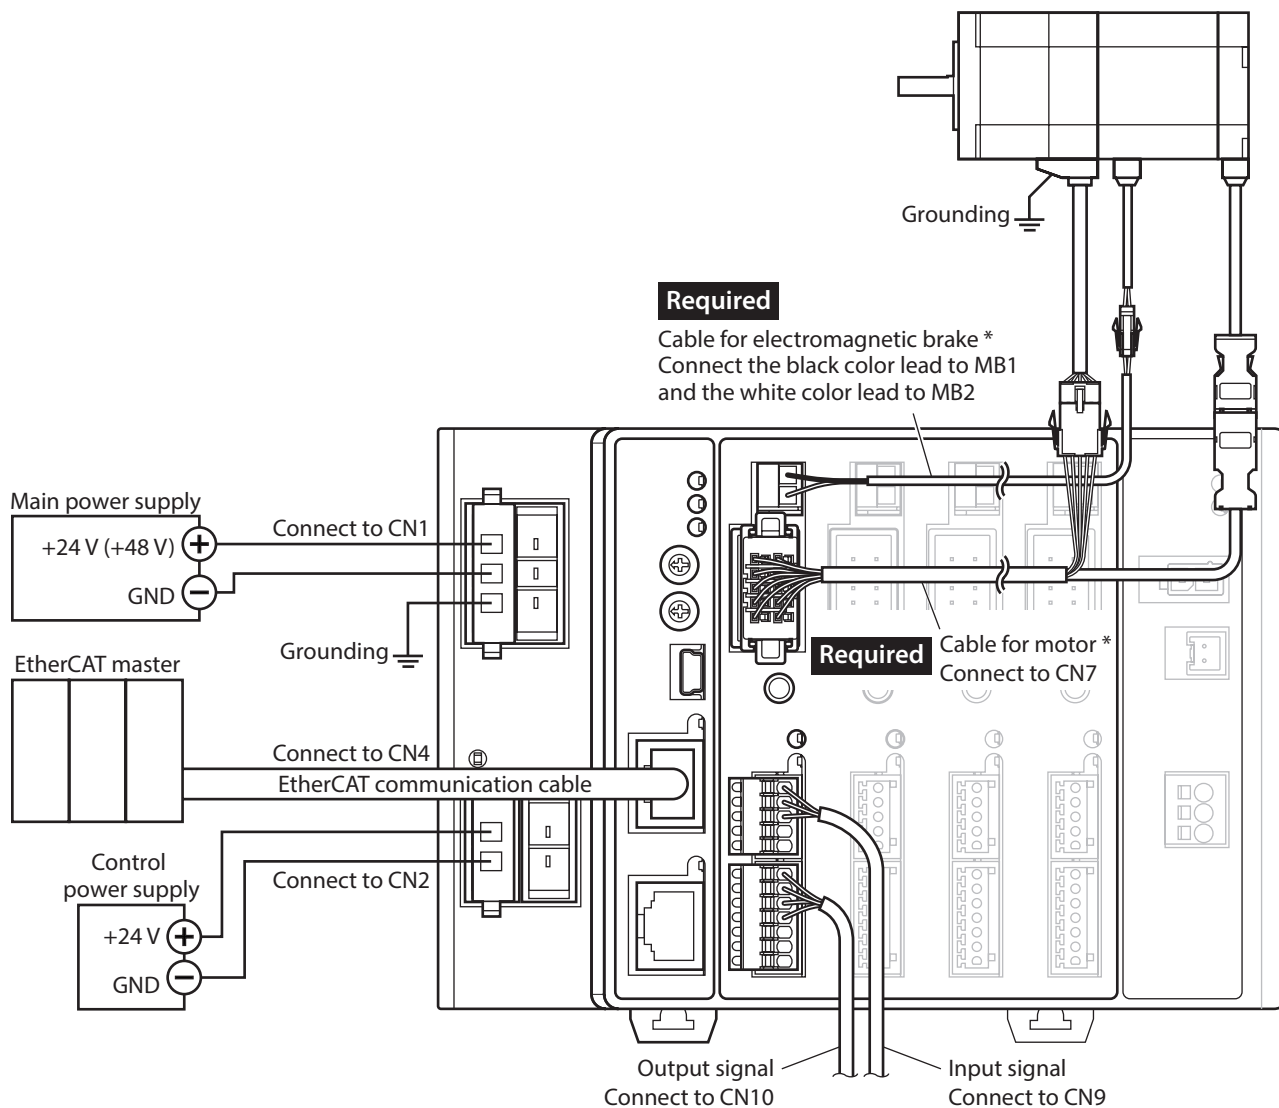 Grounding
Required
Cable for electromagnetic brake *
Connect the black color lead to MB1
and the white color lead to MB2
Main power supply
+24 V (+48 V)
GND
Connect to CN1
Grounding
Required
Cable for motor *
Connect to CN7
EtherCAT master
Connect to CN4
EtherCAT communication cable
Control
power supply
+24 V
GND
Connect to CN2
Output signal
Connect to CN10
Input signal
Connect to CN9